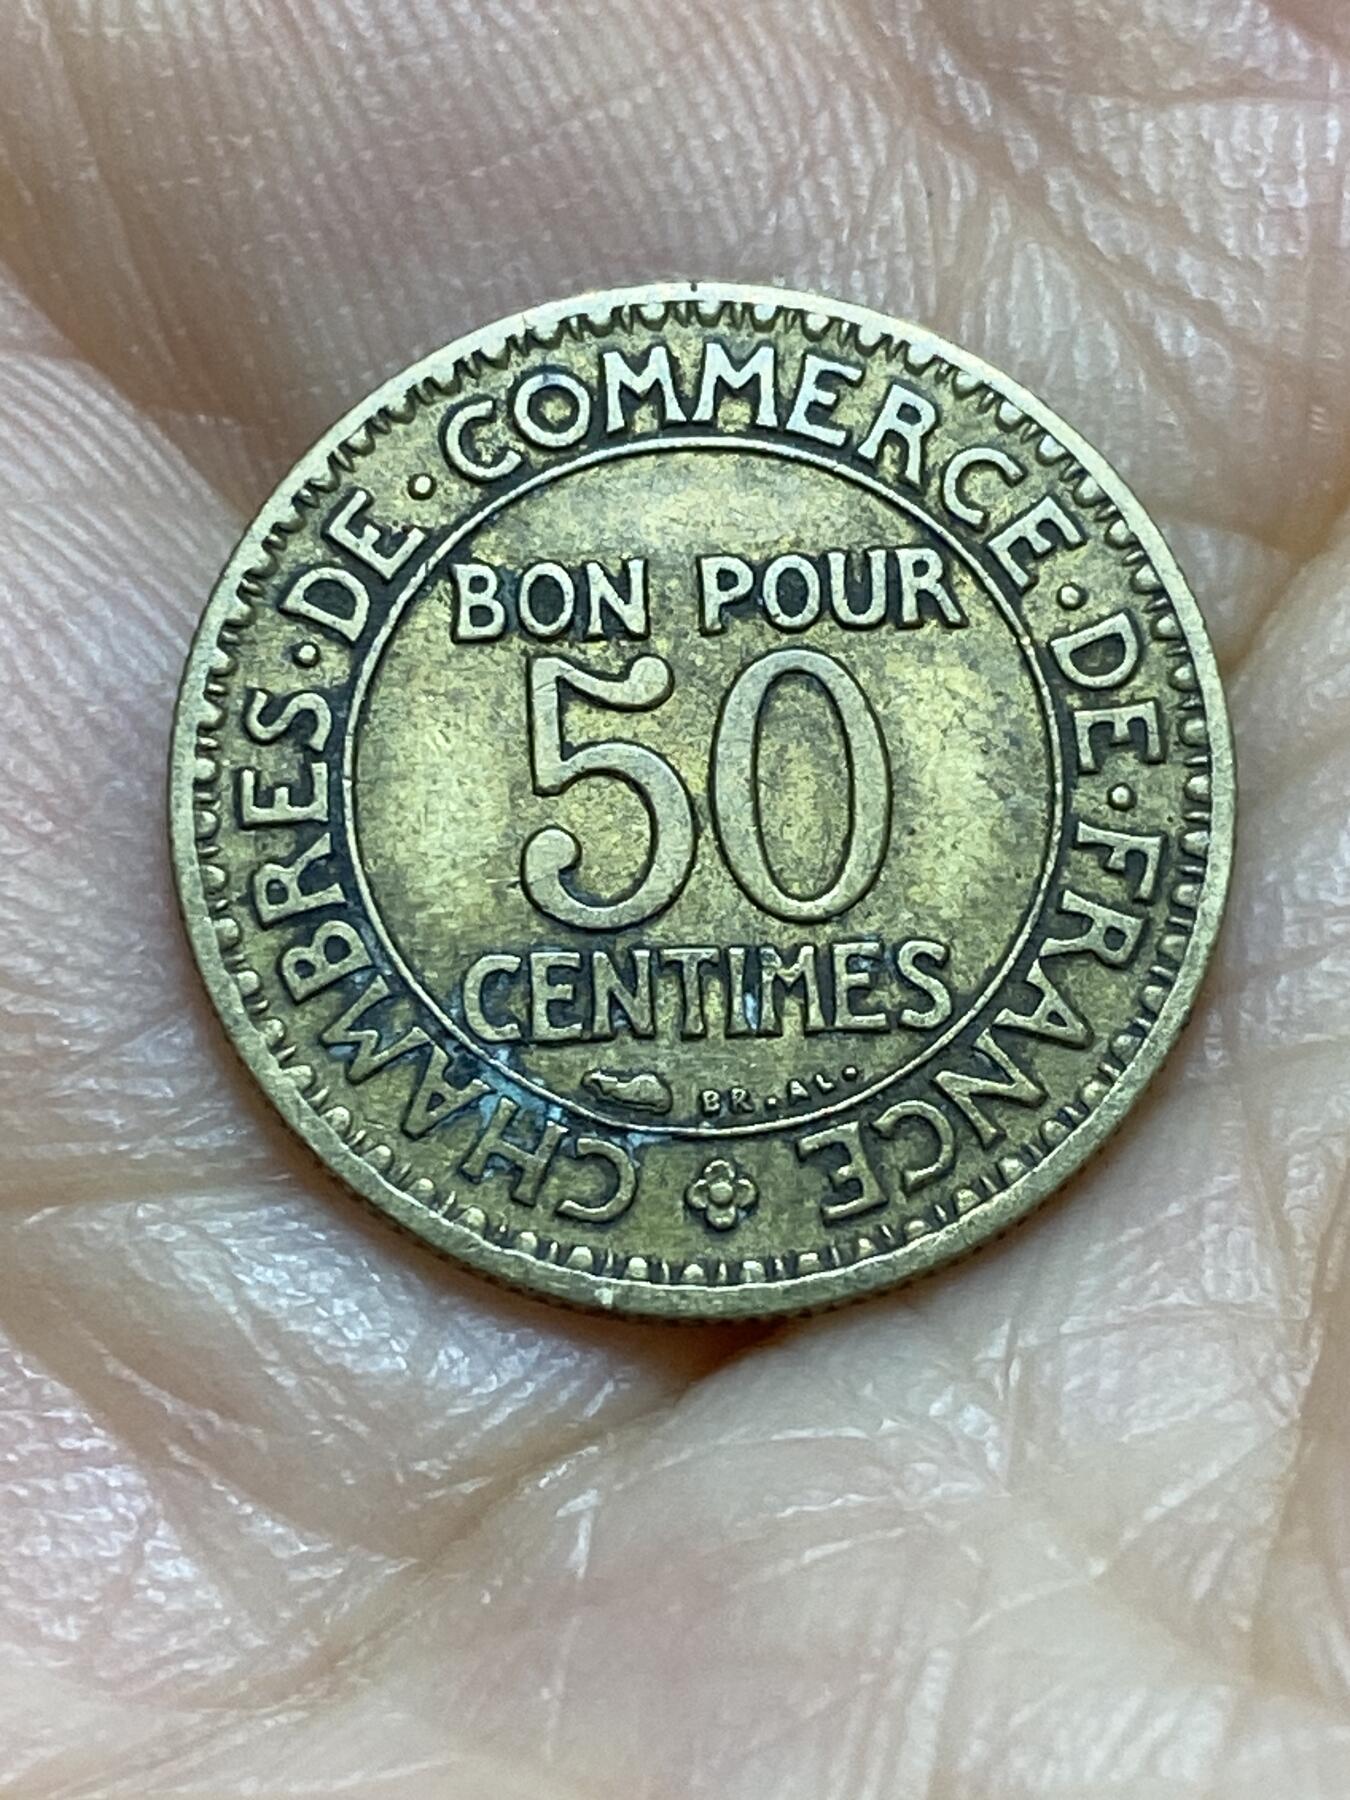 CHAMBRES · DE · COMMERCE · DE · FRANCE
BON POUR
50
CENTIMES
BR. AL.